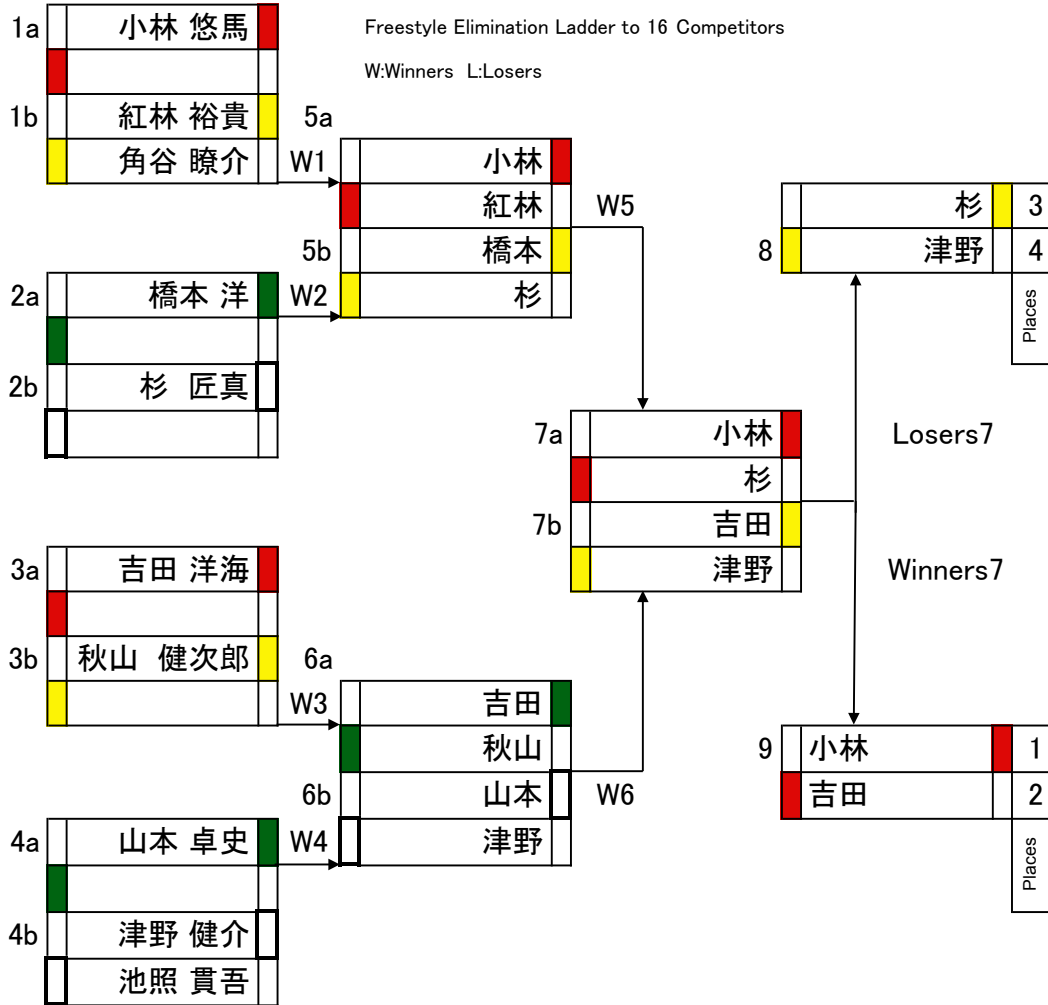 Freestyle Elimination Ladder to 16 Competitors
W:Winners L:Losers
1a 小林 悠馬
1b 紅林 裕貴
角谷 瞭介
W1
2a 橋本 洋
2b 杉 匠真
W2
3a 吉田 洋海
3b 秋山 健次郎
W3
4a 山本 卓史
4b 津野 健介
池照 貫吾
W4
5a 小林
紅林
5b 橋本
杉
W5
6a 吉田
秋山
6b 山本
津野
W6
7a 小林
杉
7b 吉田
津野
Losers7
Winners7
杉 3
8 津野 4
Places
9 小林 1
吉田 2
Places